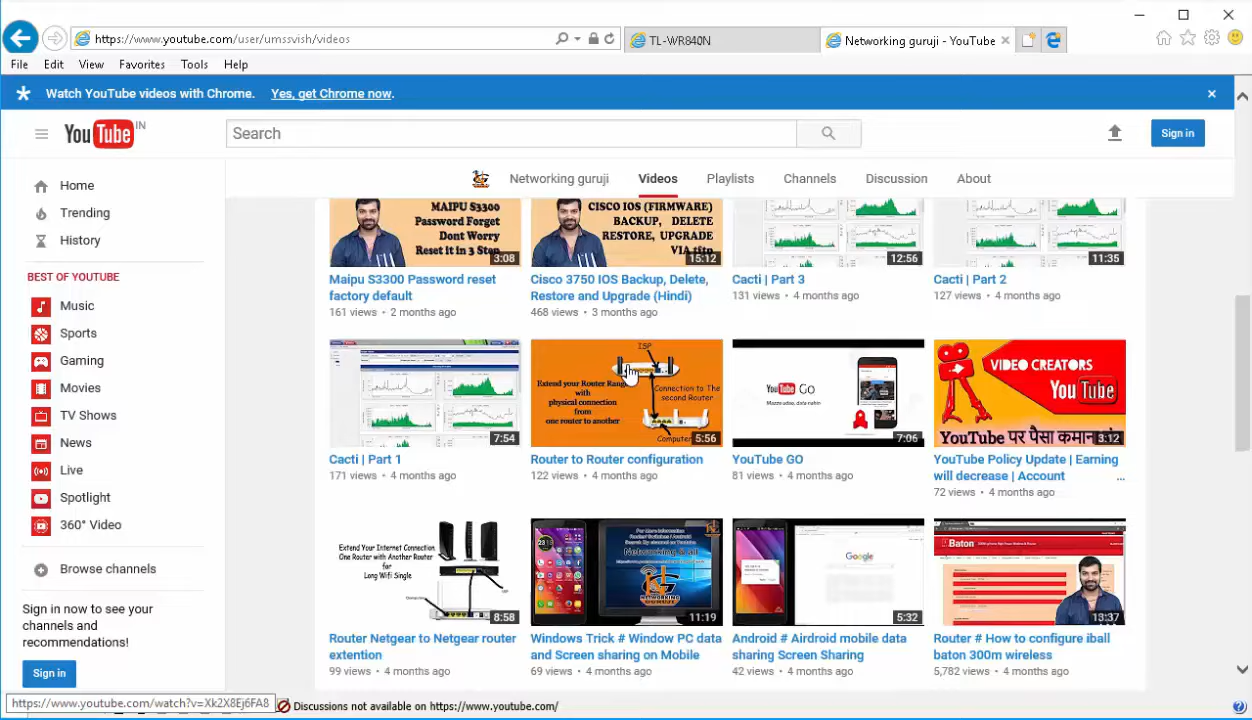 https://www.youtube.com/user/umssvish/videos
TL-WR840N
Networking guruji - YouTube
File Edit View Favorites Tools Help
Watch YouTube videos with Chrome. Yes, get Chrome now.
YouTube IN
Search
Sign in
Networking guruji Videos Playlists Channels Discussion About
Home
Trending
History
BEST OF YOUTUBE
Music
Sports
Gaming
Movies
TV Shows
News
Live
Spotlight
360° Video
Browse channels
Sign in now to see your
channels and
recommendations!
Sign in
MAIPU S3300
Password Forget
Dont Worry
Reset it in 3 Step
3:08
Maipu S3300 Password reset
factory default
161 views • 2 months ago
CISCO IOS (FIRMWARE)
BACKUP, DELETE
RESTORE, UPGRADE
VIA tftp
15:12
Cisco 3750 IOS Backup, Delete,
Restore and Upgrade (Hindi)
468 views • 3 months ago
12:56
Cacti | Part 3
131 views • 4 months ago
11:35
Cacti | Part 2
127 views • 4 months ago
7:54
Cacti | Part 1
171 views • 4 months ago
ISP
Extend your Router Rang
with
physical connection
from
one router to another
Connection to The
second Router
Compute
5:56
Router to Router configuration
122 views • 4 months ago
YouTube Go
7:06
YouTube GO
81 views • 4 months ago
VIDEO CREATORS
YouTube
YouTube पर पैसा कमान
3:12
YouTube Policy Update | Earning
will decrease | Account ...
72 views • 4 months ago
Extend Your Internet Connection
One Router with Another Router
for
Long Wifi Single
8:58
Router Netgear to Netgear router
extention
99 views • 4 months ago
11:19
Windows Trick # Window PC data
and Screen sharing on Mobile
69 views • 4 months ago
Google
5:32
Android # Airdroid mobile data
sharing Screen Sharing
42 views • 4 months ago
Baton
13:37
Router # How to configure iball
baton 300m wireless
5,782 views • 4 months ago
https://www.youtube.com/watch?v=Xk2X8Ej6FA8
Discussions not available on https://www.youtube.com/